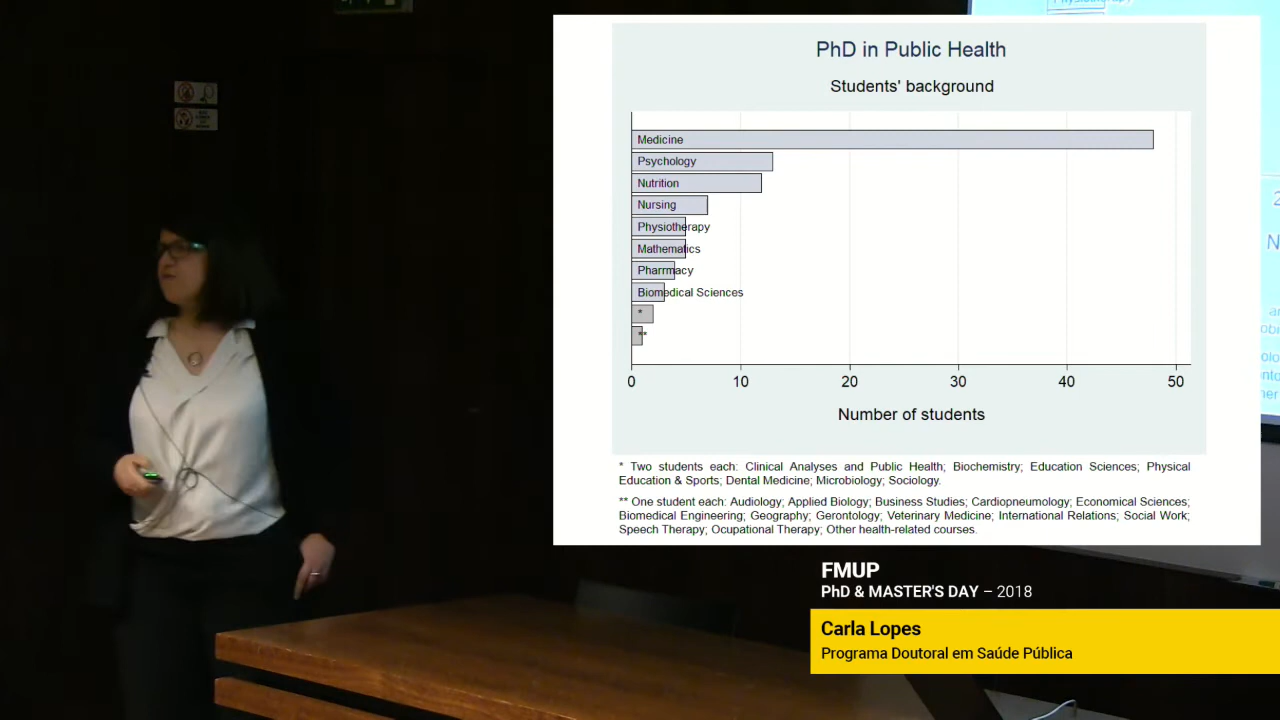 PhD in Public Health
Students' background
Medicine
Psychology
Nutrition
Nursing
Physiotherapy
Mathematics
Pharrmacy
Biomedical Sciences
*
**
0 10 20 30 40 50
Number of students
* Two students each: Clinical Analyses and Public Health; Biochemistry; Education Sciences; Physical
Education & Sports; Dental Medicine; Microbiology; Sociology.
** One student each: Audiology; Applied Biology; Business Studies; Cardiopneumology; Economical Sciences;
Biomedical Engineering; Geography; Gerontology; Veterinary Medicine; International Relations; Social Work;
Speech Therapy; Ocupational Therapy; Other health-related courses.
FMUP
PhD & MASTER'S DAY – 2018
Carla Lopes
Programa Doutoral em Saúde Pública